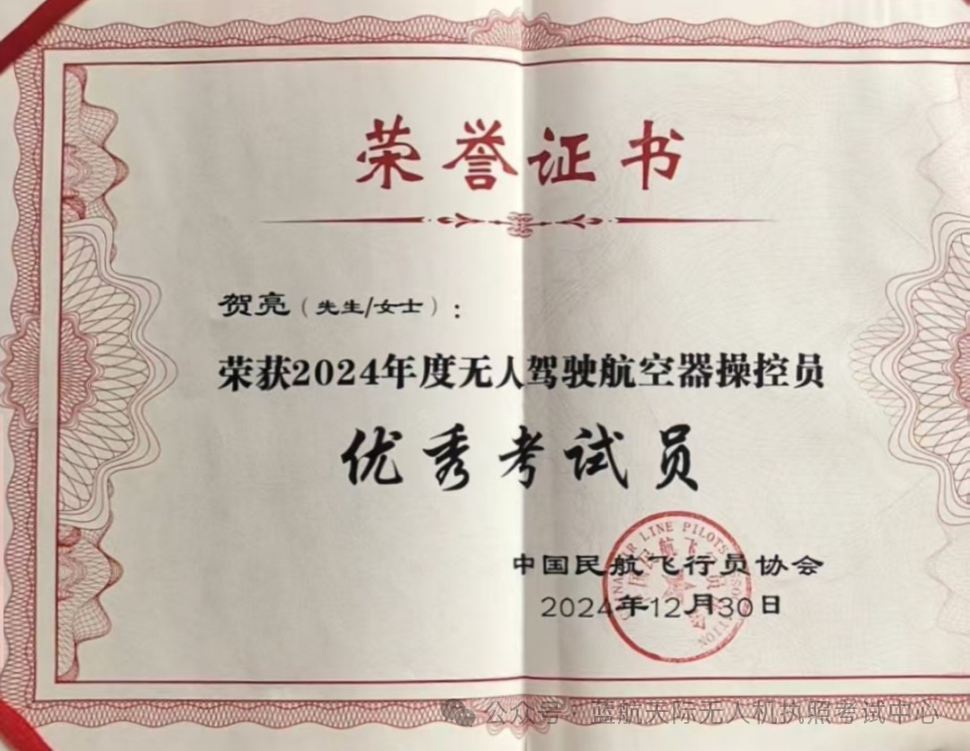 荣誉证书
贺亮（先生/女士）：
荣获2024年度无人驾驶航空器操控员
优秀考试员
中国民航飞行员协会
2024年12月30日
公众号·蓝航天际无人机执照考试中心